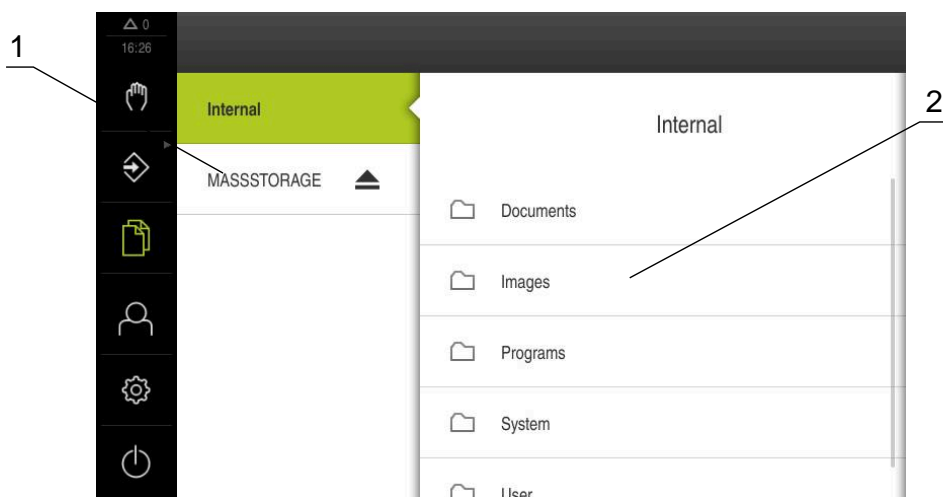 1
0
16:26
Internal
MASSSTORAGE
Internal
2
Documents
Images
Programs
System
User